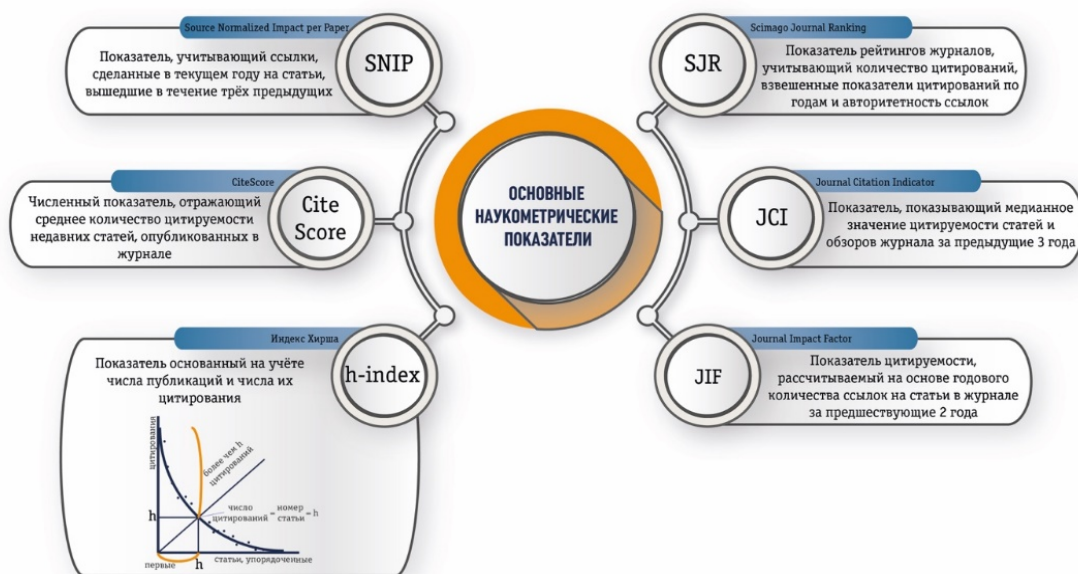 Source Normalized Impact per Paper
SNIP
Показатель, учитывающий ссылки,
сделанные в текущем году на статьи,
вышедшие в течение трёх предыдущих
Scimago Journal Ranking
SJR
Показатель рейтингов журналов,
учитывающий количество цитирований,
взвешенные показатели цитирований по
годам и авторитетность ссылок
ОСНОВНЫЕ
НАУКОМЕТРИЧЕСКИЕ
ПОКАЗАТЕЛИ
CiteScore
Cite
Score
Численный показатель, отражающий
среднее количество цитируемости
недавних статей, опубликованных в
журнале
Journal Citation Indicator
JCI
Показатель, показывающий медианное
значение цитируемости статей и
обзоров журнала за предыдущие 3 года
Индекс Хирша
h-index
Показатель основанный на учёте
числа публикаций и числа их
цитирования
цитирования
более чем h
цитирований
число
цитирований = номер
статьи = h
h
первые
h
статьи, упорядоченные
Journal Impact Factor
JIF
Показатель цитируемости,
рассчитываемый на основе годового
количества ссылок на статьи в журнале
за предшествующие 2 года